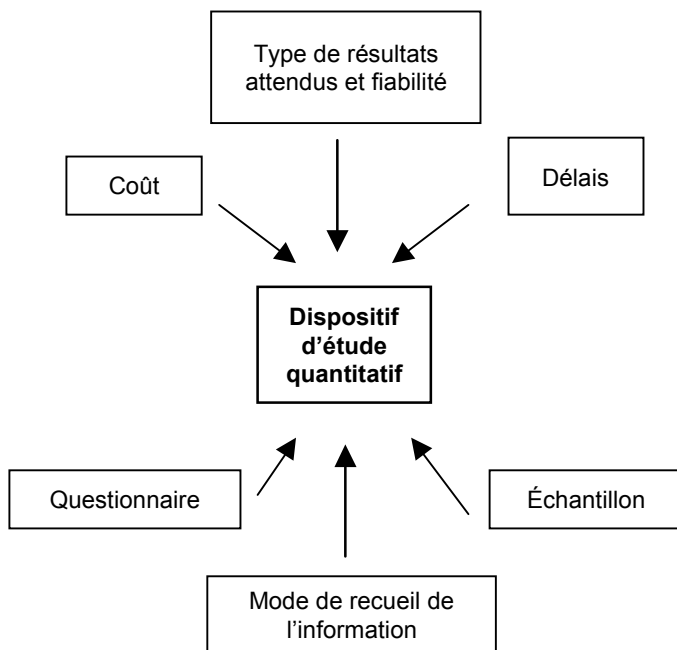 Type de résultats
attendus et fiabilité
Coût
Délais
Dispositif
d’étude
quantitatif
Questionnaire
Échantillon
Mode de recueil de
l’information